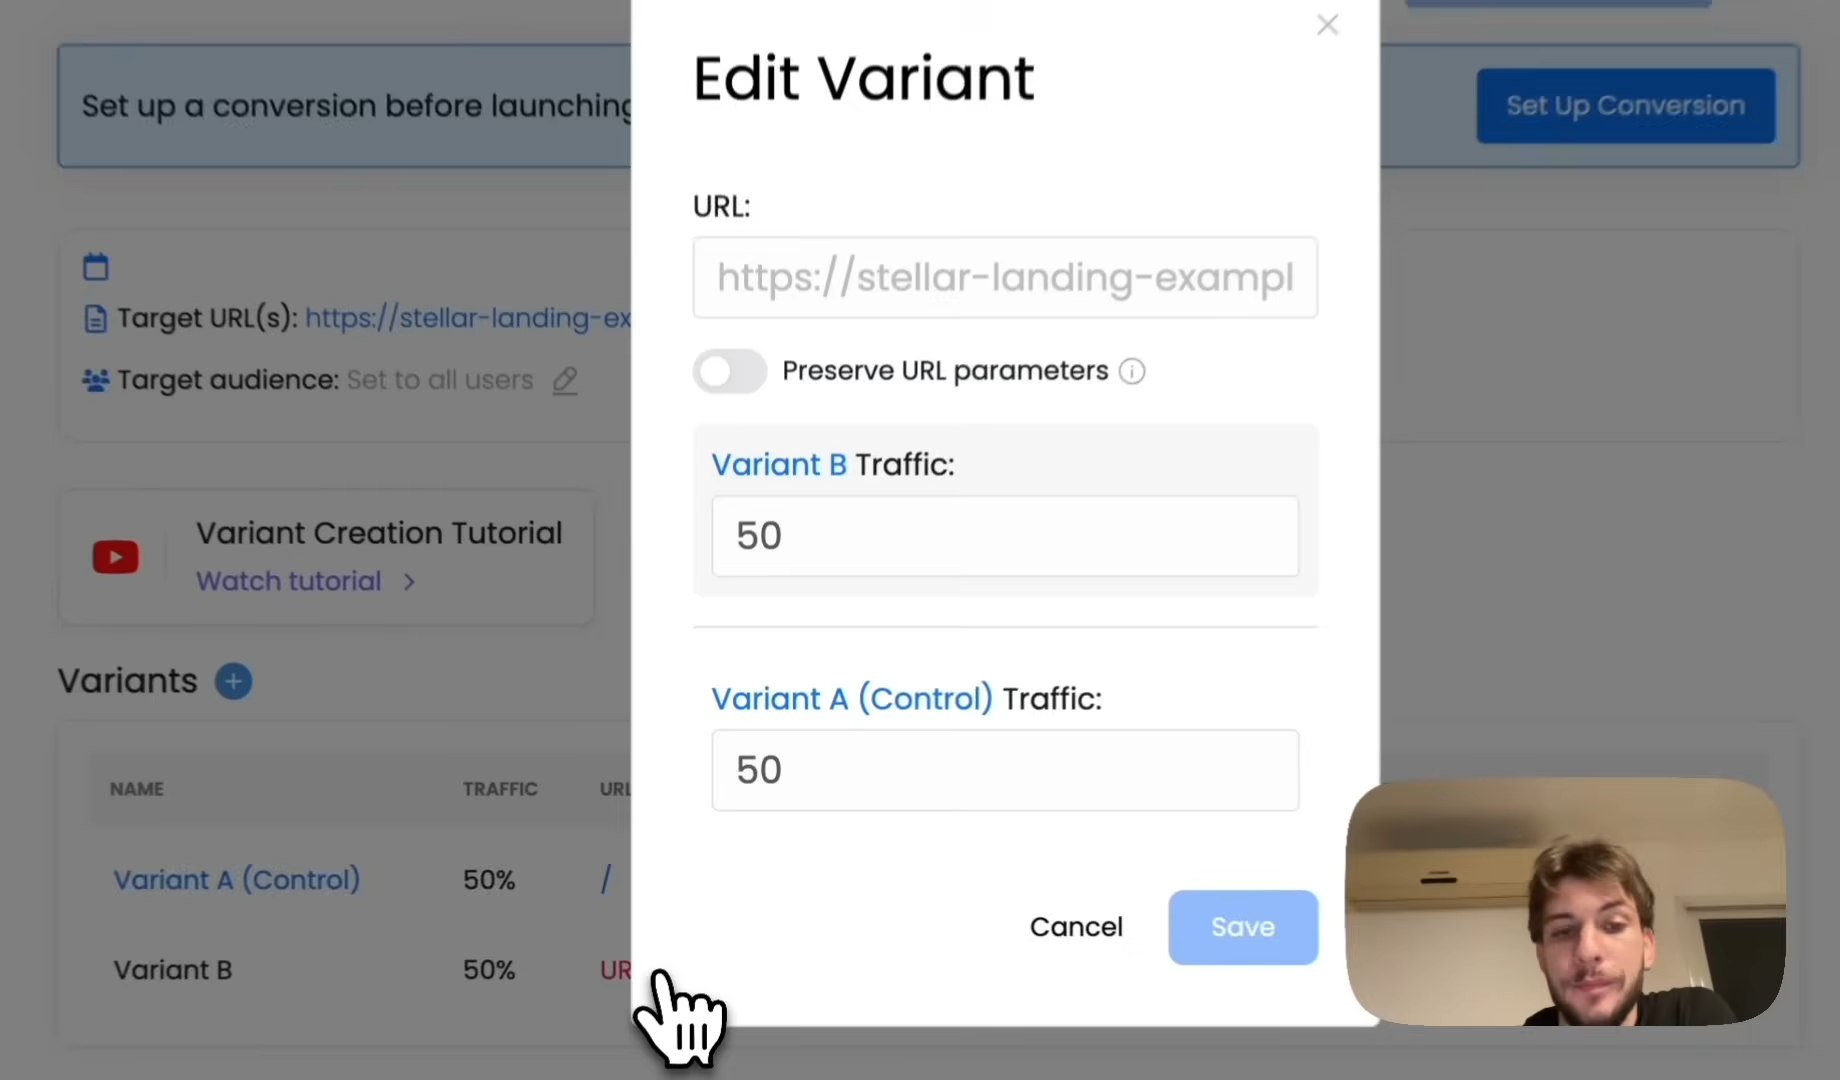 Edit Variant
Set up a conversion before launching
Set Up Conversion
URL:
https://stellar-landing-exampl
Target URL(s): https://stellar-landing-ex
Preserve URL parameters
Target audience: Set to all users
Variant B Traffic:
50
Variant Creation Tutorial
Watch tutorial
Variants
Variant A (Control) Traffic:
50
NAME TRAFFIC URL
Variant A (Control) 50% /
Variant B 50% UR
Cancel Save